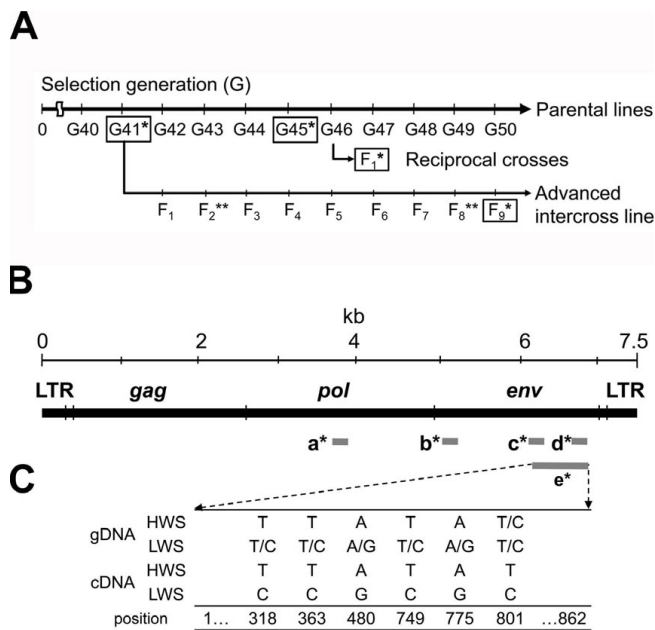 A
Selection generation (G)
0 G40 G41* G42 G43 G44 G45* G46 G47 G48 G49 G50 Parental lines
F1* Reciprocal crosses
F1 F2** F3 F4 F5 F6 F7 F8** F9* Advanced intercross line
B
kb
0 2 4 6 7.5
LTR gag pol env LTR
a* b* c* d*
e*
C
gDNA HWS T T A T A T/C
LWS T/C T/C A/G T/C A/G T/C
cDNA HWS T T A T A T
LWS C C G C G C
position 1... 318 363 480 749 775 801 ...862